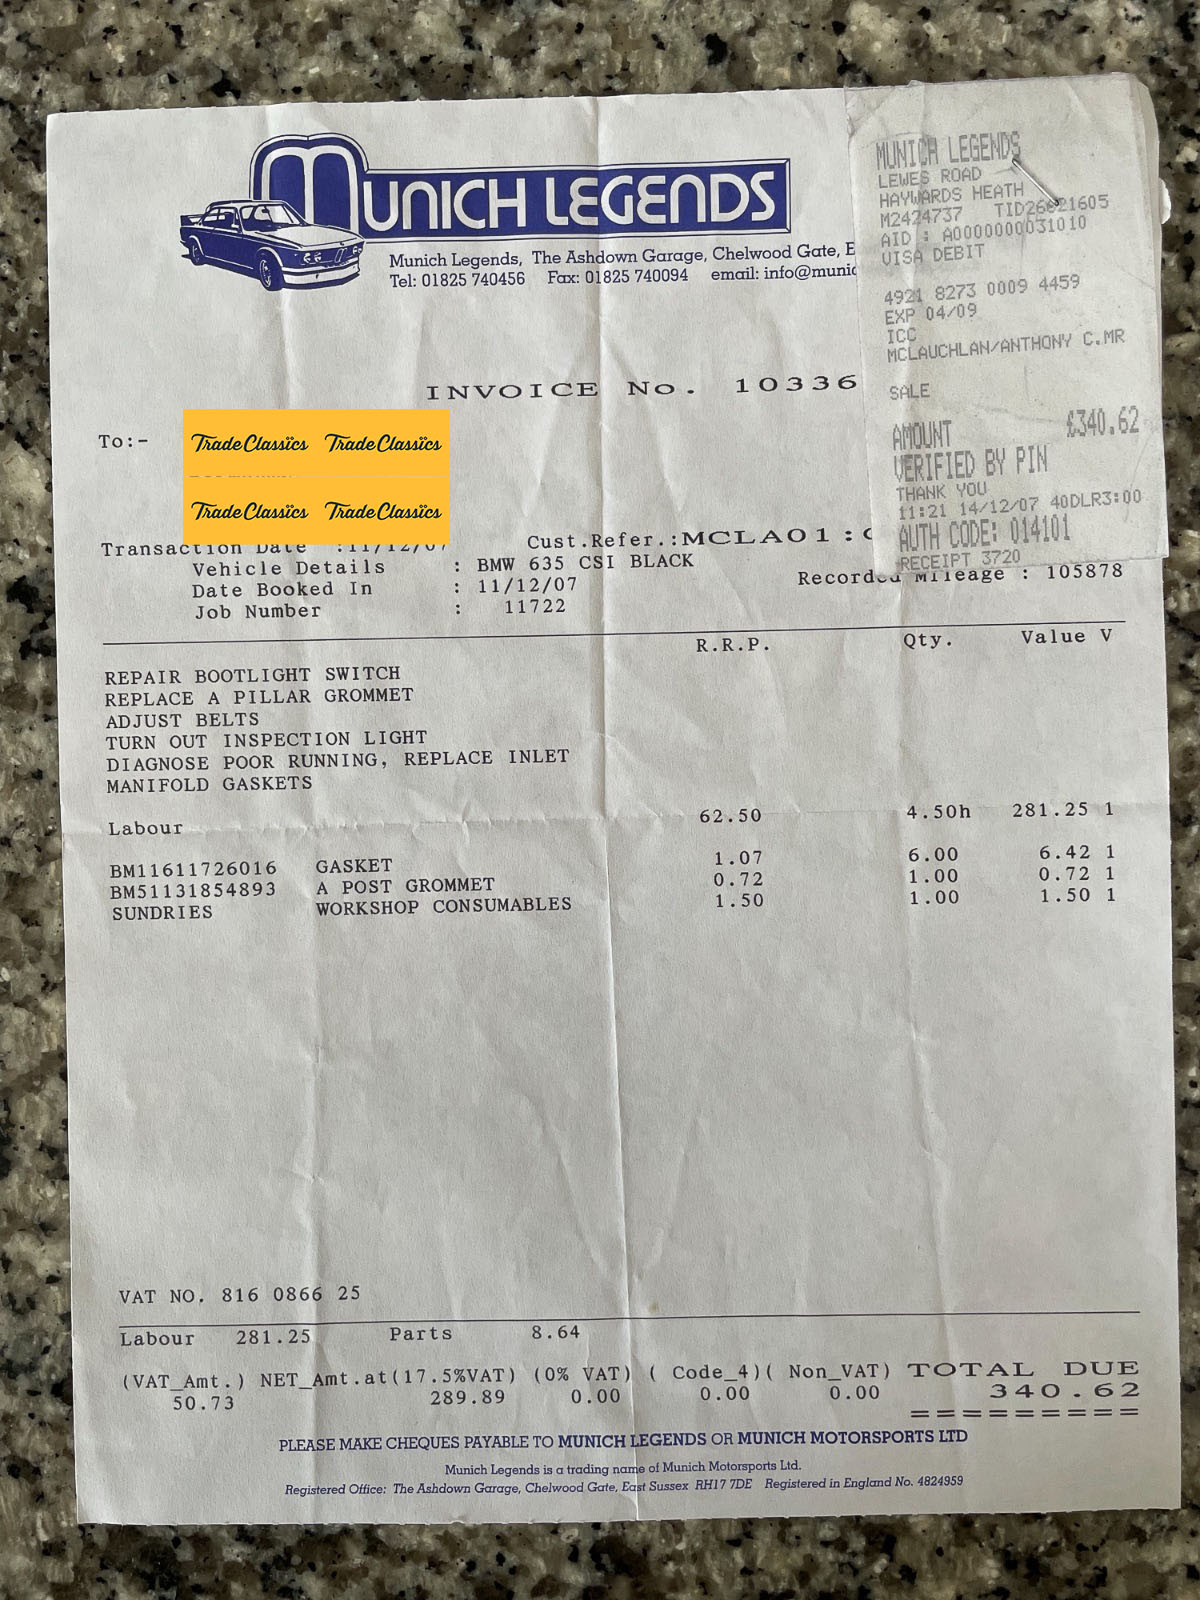 MUNICH LEGENDS
Munich Legends, The Ashdown Garage, Chelwood Gate, E
Tel: 01825 740456 Fax: 01825 740094 email: info@munic
MUNICH LEGENDS
LEWES ROAD
HAYWARDS HEATH
M2424737 TID26821605
AID : A0000000031010
VISA DEBIT
4921 8273 0009 4459
EXP 04/09
ICC
MCLAUCHLAN/ANTHONY C.MR
SALE
AMOUNT £340.62
VERIFIED BY PIN
THANK YOU
11:21 14/12/07 40DLR3:00
AUTH CODE: 014101
RECEIPT 3720
INVOICE No. 10336
To:-
TradeClassics TradeClassics
TradeClassics TradeClassics
Transaction Date :11/12/07 Cust.Refer.:MCLA01:
Vehicle Details : BMW 635 CSI BLACK
Date Booked In : 11/12/07 Recorded Mileage : 105878
Job Number : 11722
R.R.P. Qty. Value V
REPAIR BOOTLIGHT SWITCH
REPLACE A PILLAR GROMMET
ADJUST BELTS
TURN OUT INSPECTION LIGHT
DIAGNOSE POOR RUNNING, REPLACE INLET
MANIFOLD GASKETS
Labour 62.50 4.50h 281.25 1
BM11611726016 GASKET 1.07 6.00 6.42 1
BM51131854893 A POST GROMMET 0.72 1.00 0.72 1
SUNDRIES WORKSHOP CONSUMABLES 1.50 1.00 1.50 1
VAT NO. 816 0866 25
Labour 281.25 Parts 8.64
(VAT_Amt.) NET_Amt.at(17.5%VAT) (0% VAT) ( Code_4)( Non_VAT) TOTAL DUE
50.73 289.89 0.00 0.00 0.00 340.62
=========
PLEASE MAKE CHEQUES PAYABLE TO MUNICH LEGENDS OR MUNICH MOTORSPORTS LTD
Munich Legends is a trading name of Munich Motorsports Ltd.
Registered Office: The Ashdown Garage, Chelwood Gate, East Sussex RH17 7DE Registered in England No. 4824959